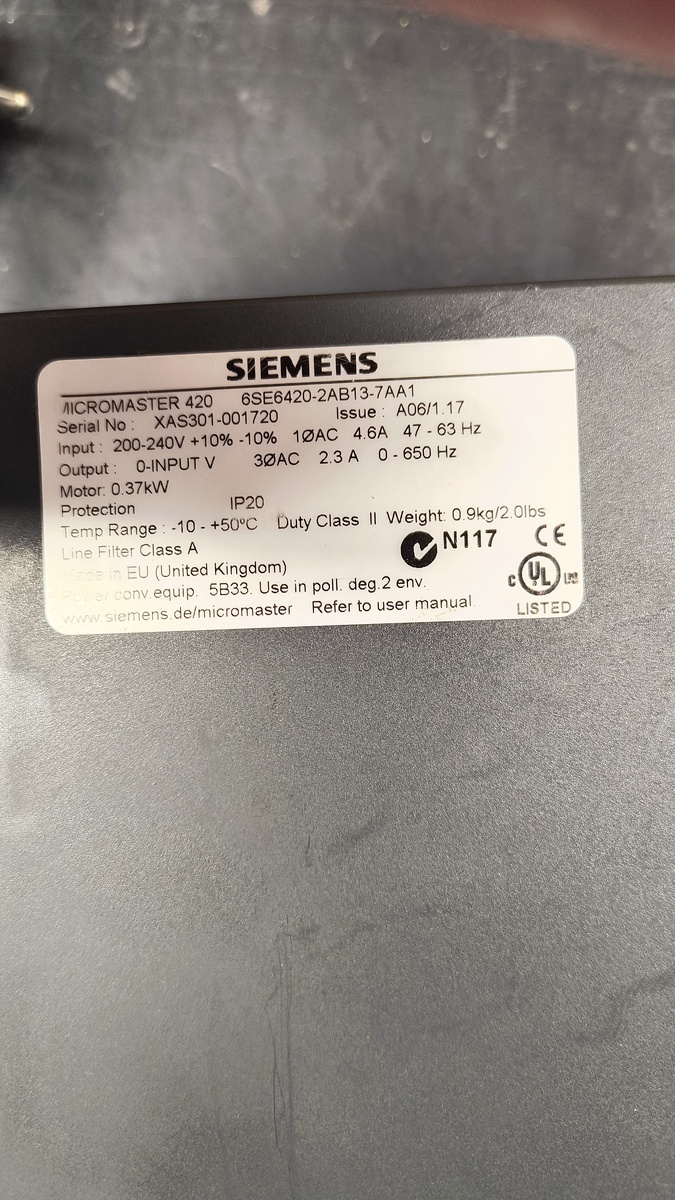 SIEMENS
MICROMASTER 420 6SE6420-2AB13-7AA1
Serial No : XAS301-001720 Issue : A06/1.17
Input : 200-240V +10% -10% 1ØAC 4.6A 47 - 63 Hz
Output : 0-INPUT V 3ØAC 2.3 A 0 - 650 Hz
Motor: 0.37kW
Protection IP20
Temp Range : -10 - +50ºC Duty Class II Weight: 0.9kg/2.0lbs
Line Filter Class A
N117 CE
Made in EU (United Kingdom)
C UL
Power conv.equip. 5B33. Use in poll. deg.2 env.
www.siemens.de/micromaster Refer to user manual
LISTED